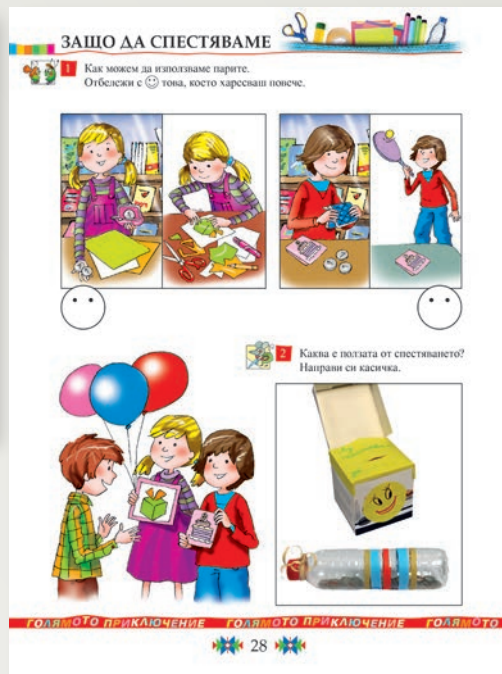 ЗАЩО ДА СПЕСТЯВАМЕ
1 Как можем да използваме парите.
Отбележи с това, което харесваш повече.
2 Каква е ползата от спестяването?
Направи си касичка.
ГОЛЯМОТО ПРИКЛЮЧЕНИЕ ГОЛЯМОТО ПРИКЛЮЧЕНИЕ ГОЛЯМОТО
28